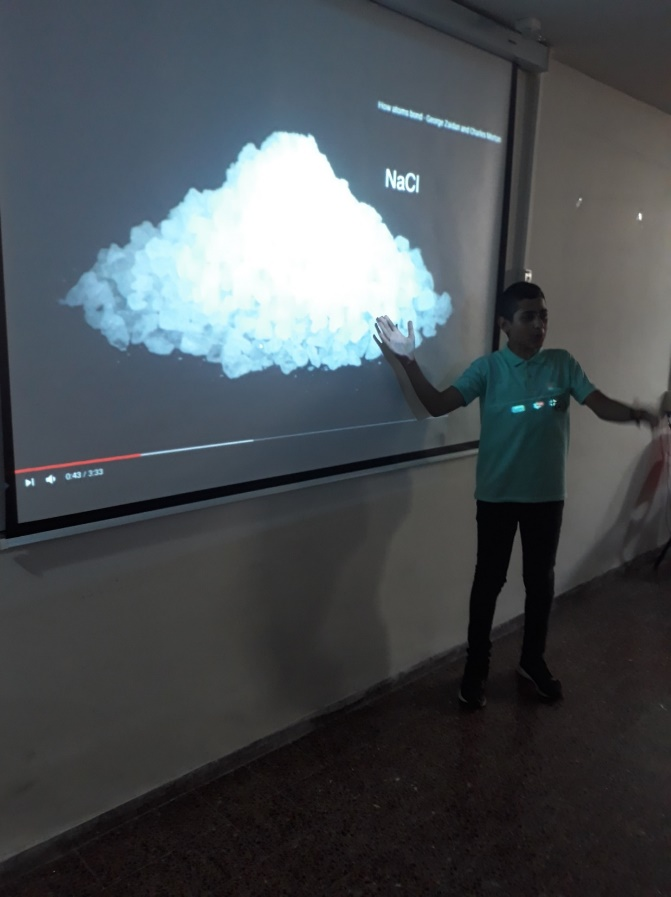 How atoms bond - George Zaidan and Charles Morton
NaCl
0:43 / 3:33